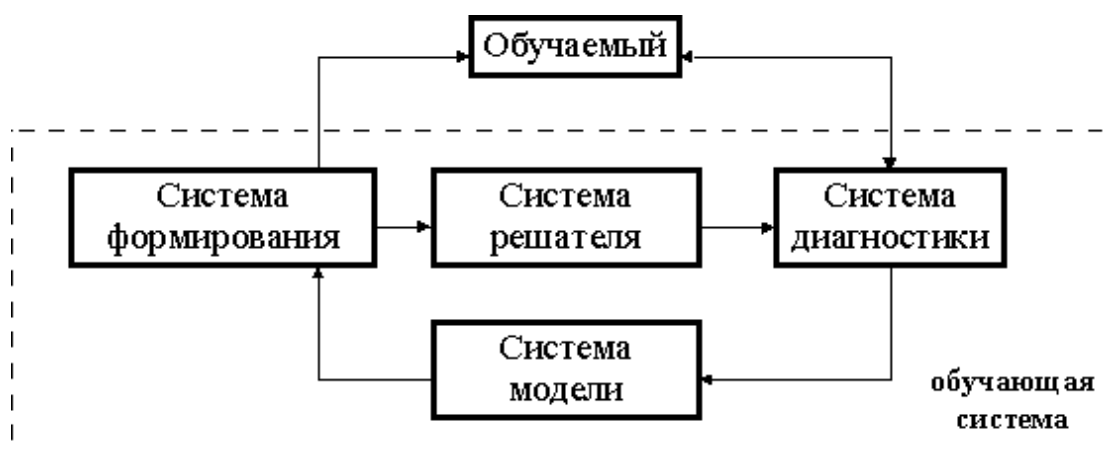 Обучаемый
Система
формирования
Система
решателя
Система
диагностики
Система
модели
обучающая
система